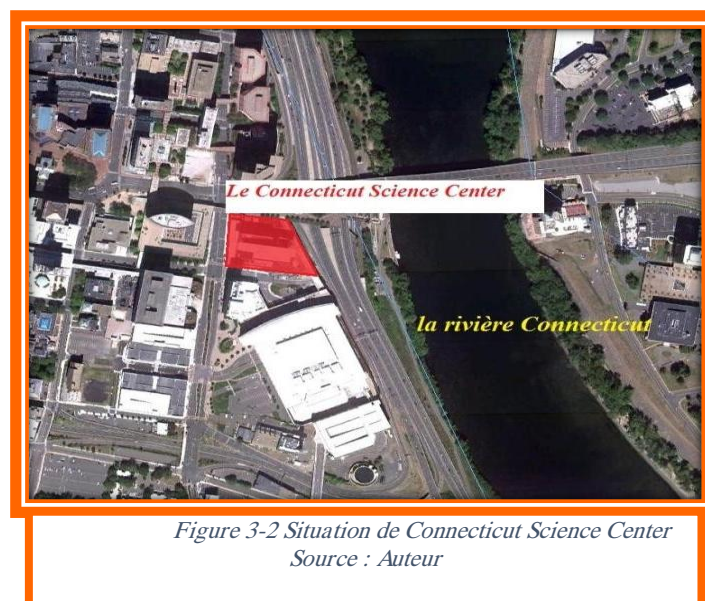 Le Connecticut Science Center
la rivière Connecticut
Figure 3-2 Situation de Connecticut Science Center
Source : Auteur